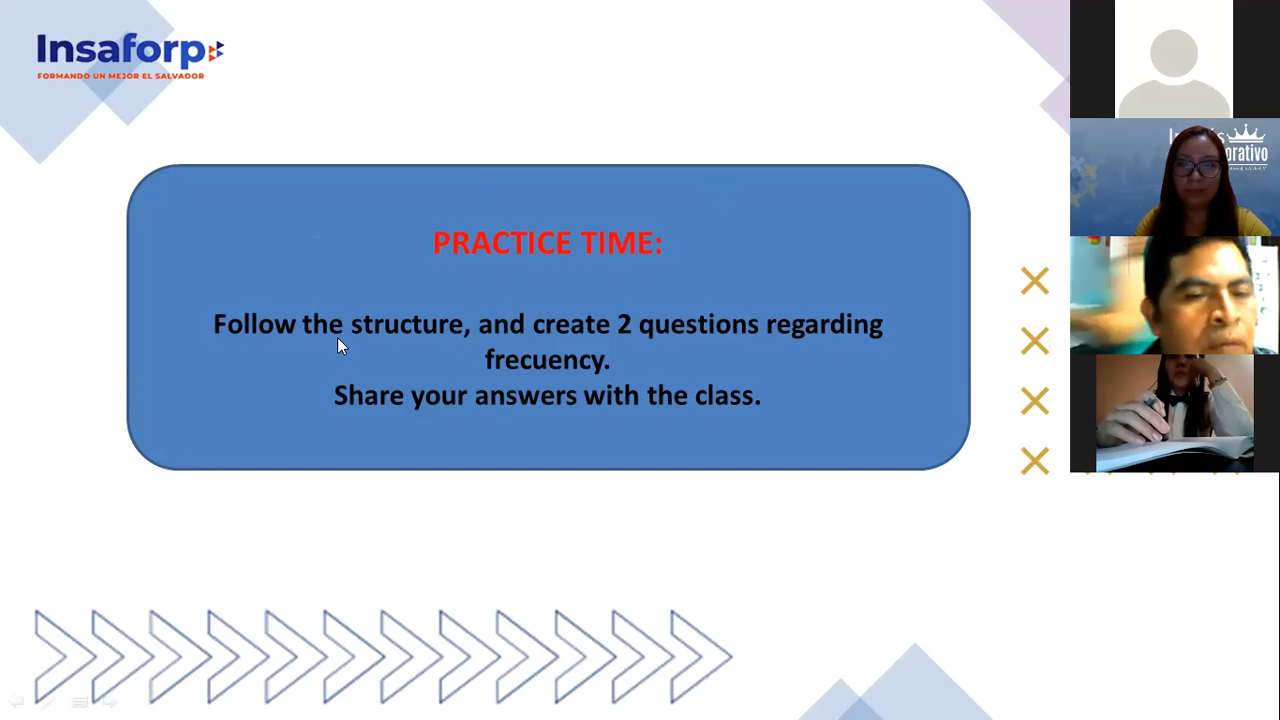 Insaforp
FORMANDO UN MEJOR EL SALVADOR
PRACTICE TIME:
Follow the structure, and create 2 questions regarding
frecuency.
Share your answers with the class.